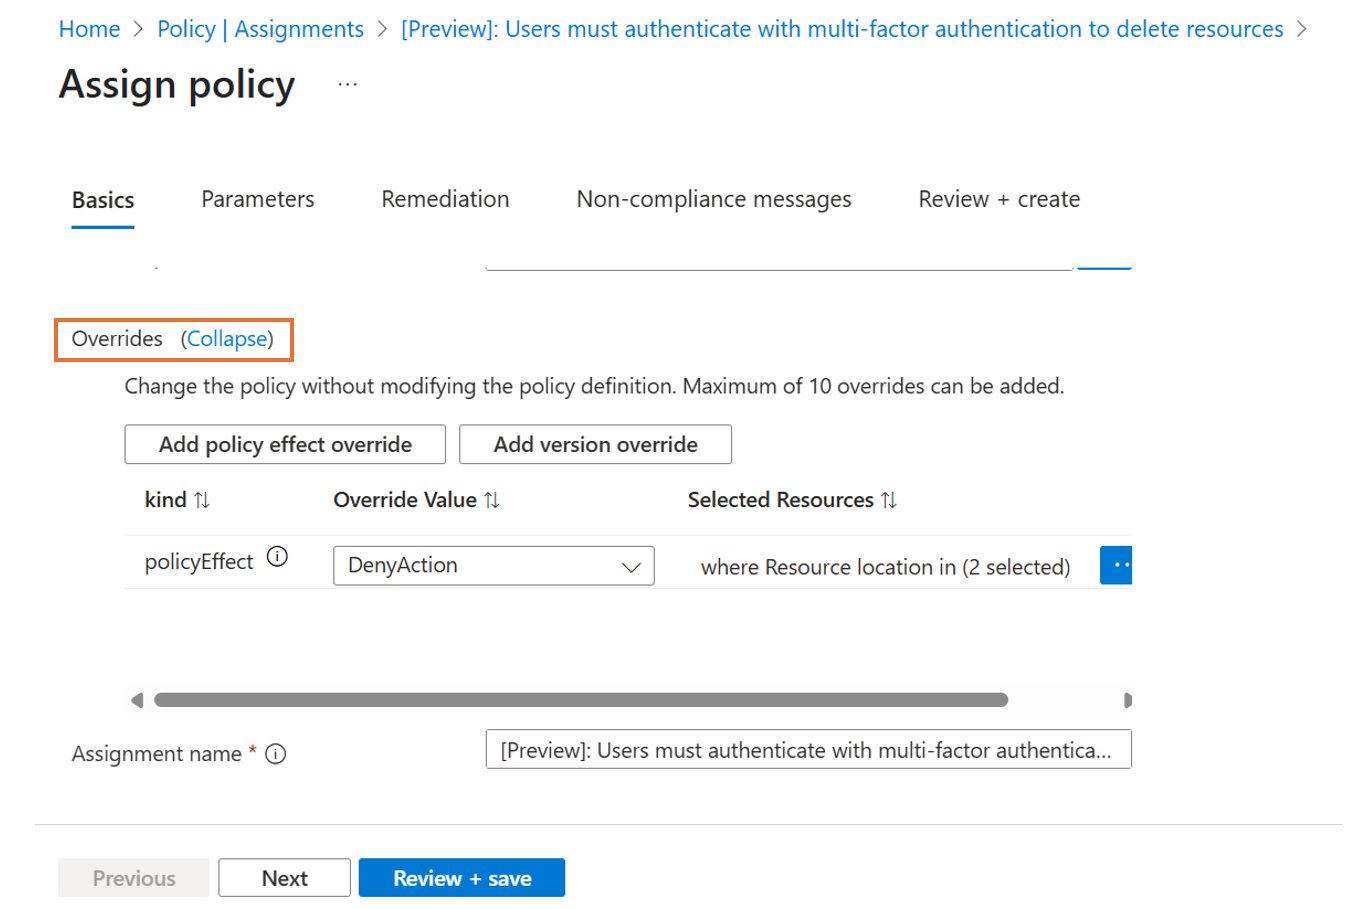 Home > Policy | Assignments > [Preview]: Users must authenticate with multi-factor authentication to delete resources >
Assign policy ...
Basics Parameters Remediation Non-compliance messages Review + create
Overrides (Collapse)
Change the policy without modifying the policy definition. Maximum of 10 overrides can be added.
Add policy effect override Add version override
kind Override Value Selected Resources
policyEffect DenyAction where Resource location in (2 selected)
Assignment name * [Preview]: Users must authenticate with multi-factor authentica...
Previous Next Review + save